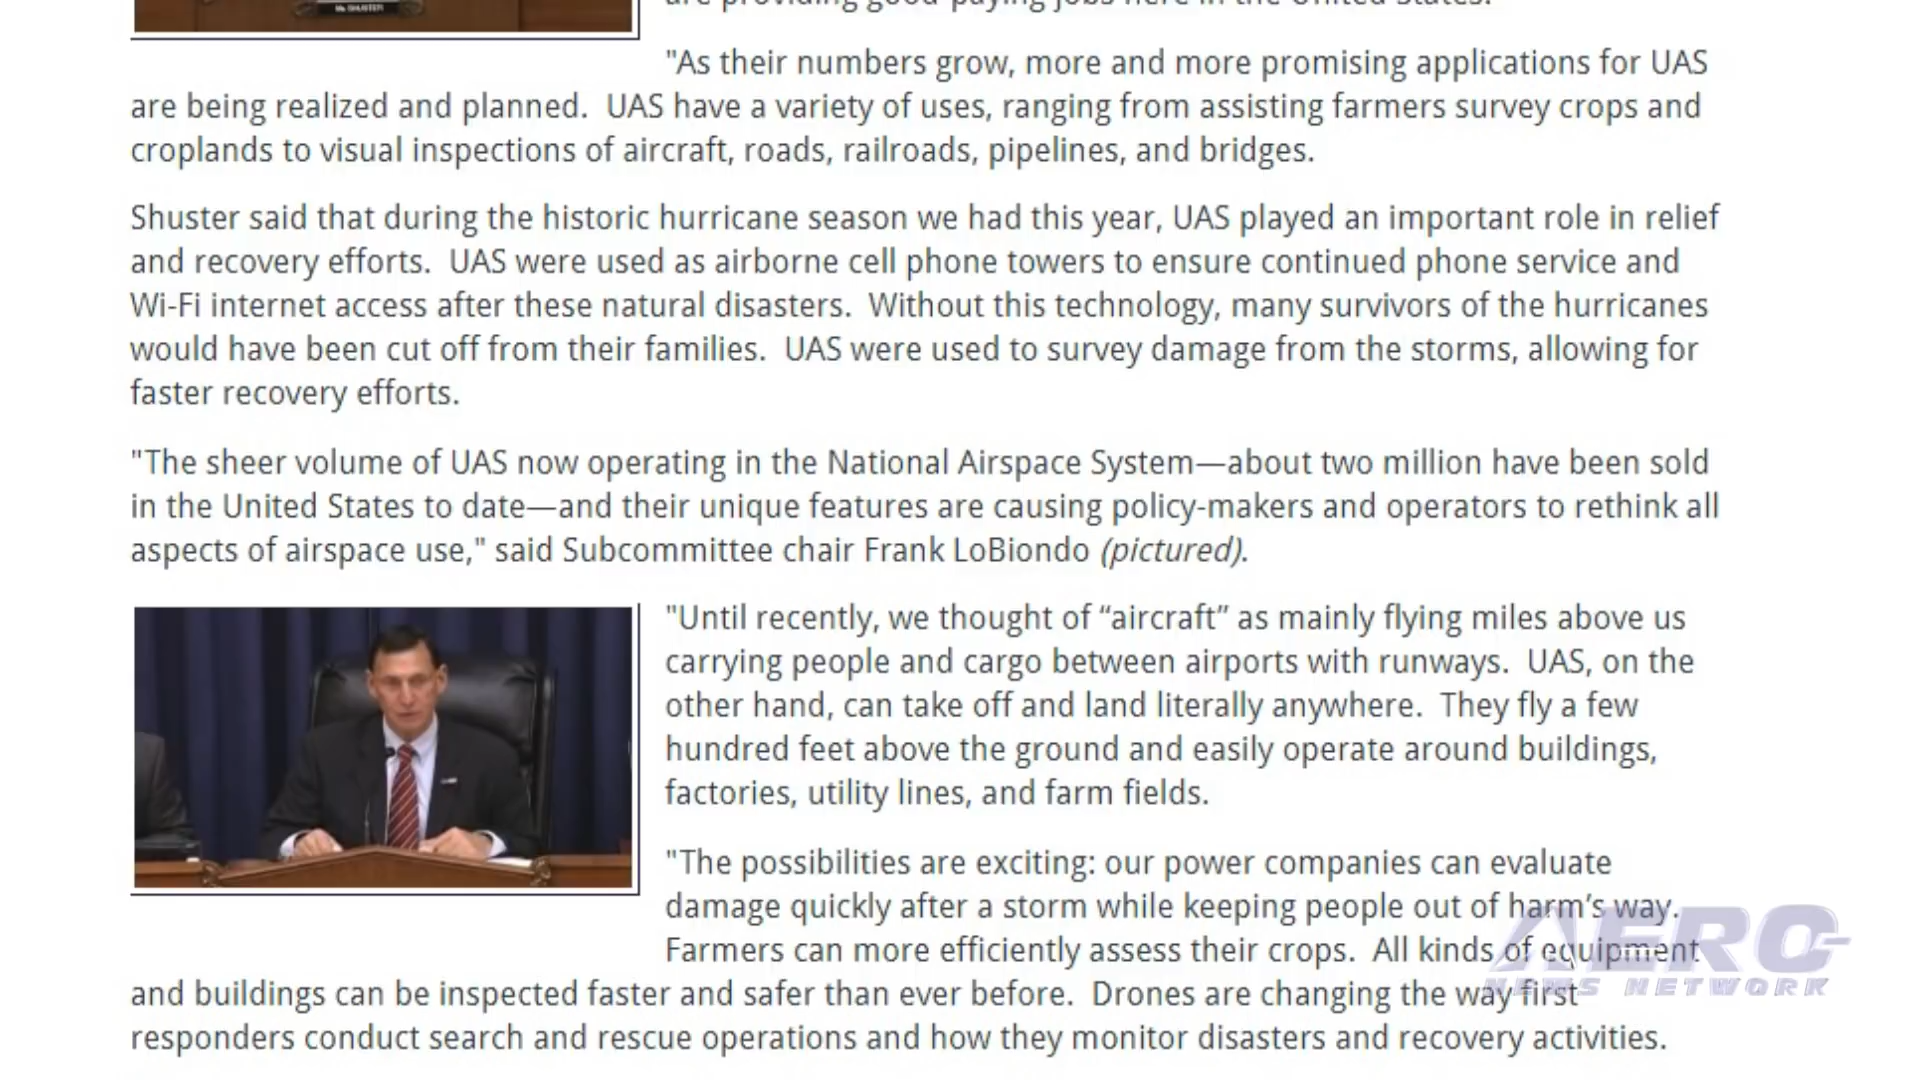 Mr. SHUSTER
are providing good-paying jobs here in the United States.
"As their numbers grow, more and more promising applications for UAS
are being realized and planned.  UAS have a variety of uses, ranging from assisting farmers survey crops and
croplands to visual inspections of aircraft, roads, railroads, pipelines, and bridges.
Shuster said that during the historic hurricane season we had this year, UAS played an important role in relief
and recovery efforts.  UAS were used as airborne cell phone towers to ensure continued phone service and
Wi-Fi internet access after these natural disasters.  Without this technology, many survivors of the hurricanes
would have been cut off from their families.  UAS were used to survey damage from the storms, allowing for
faster recovery efforts.
"The sheer volume of UAS now operating in the National Airspace System—about two million have been sold
in the United States to date—and their unique features are causing policy-makers and operators to rethink all
aspects of airspace use," said Subcommittee chair Frank LoBiondo (pictured).
"Until recently, we thought of “aircraft” as mainly flying miles above us
carrying people and cargo between airports with runways.  UAS, on the
other hand, can take off and land literally anywhere.  They fly a few
hundred feet above the ground and easily operate around buildings,
factories, utility lines, and farm fields.
"The possibilities are exciting: our power companies can evaluate
damage quickly after a storm while keeping people out of harm’s way.
Farmers can more efficiently assess their crops.  All kinds of equipment
and buildings can be inspected faster and safer than ever before.  Drones are changing the way first
responders conduct search and rescue operations and how they monitor disasters and recovery activities.
AERO
NEWS NETWORK